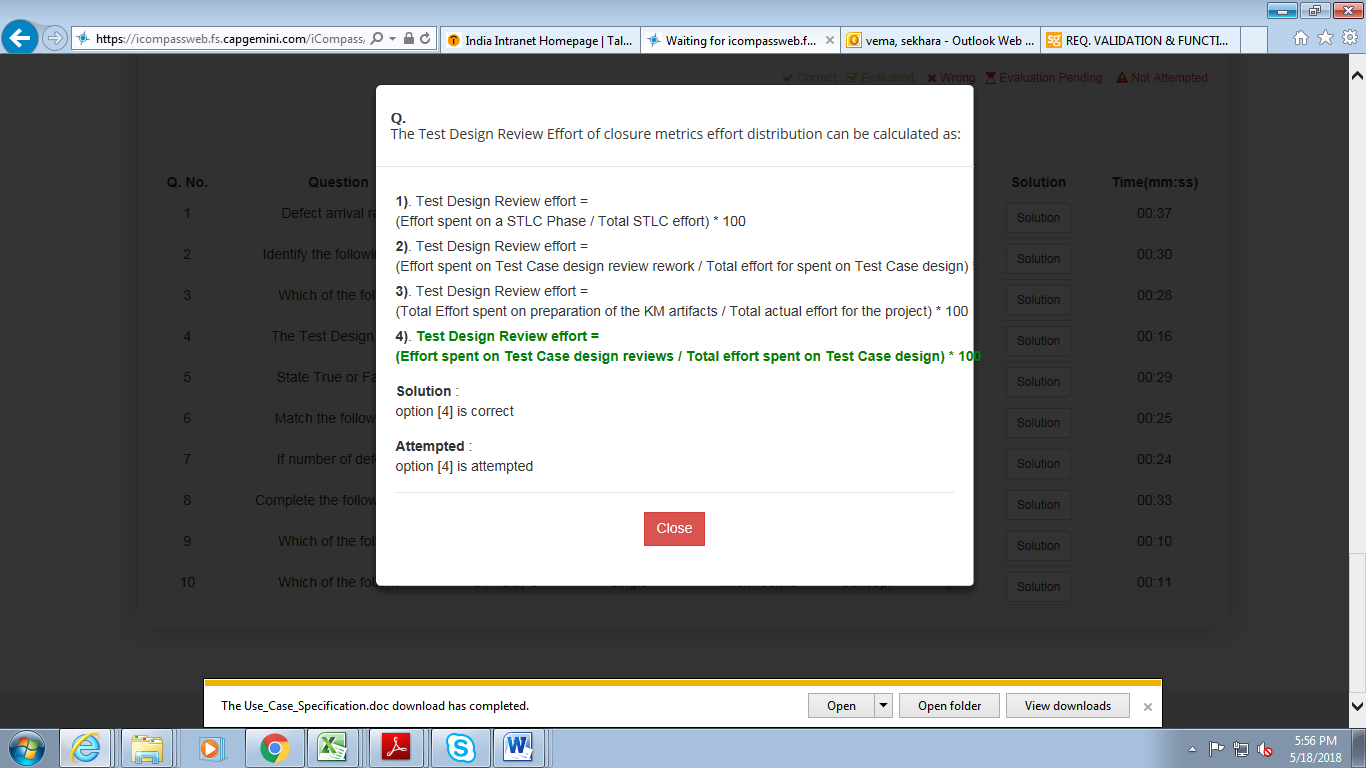 https://icompassweb.fs.capgemini.com/iCompass/
India Intranet Homepage | Tal...
Waiting for icompassweb.f...
vema, sekhara - Outlook Web ...
REQ. VALIDATION & FUNCTI...
Correct Evaluated Wrong Evaluation Pending Not Attempted
Q.
The Test Design Review Effort of closure metrics effort distribution can be calculated as:
Q. No. Question Solution Time(mm:ss)
1 Defect arrival ra Solution 00:37
2 Identify the followi Solution 00:30
3 Which of the fol Solution 00:28
4 The Test Design Solution 00:16
5 State True or Fa Solution 00:29
6 Match the follow Solution 00:25
7 If number of def Solution 00:24
8 Complete the follow Solution 00:33
9 Which of the fol Solution 00:10
10 Which of the follo Solution 00:11
1). Test Design Review effort =
(Effort spent on a STLC Phase / Total STLC effort) * 100
2). Test Design Review effort =
(Effort spent on Test Case design review rework / Total effort for spent on Test Case design) *
3). Test Design Review effort =
(Total Effort spent on preparation of the KM artifacts / Total actual effort for the project) * 100
4). Test Design Review effort =
(Effort spent on Test Case design reviews / Total effort spent on Test Case design) * 100
Solution :
option [4] is correct
Attempted :
option [4] is attempted
Close
The Use_Case_Specification.doc download has completed.
Open Open folder View downloads
5:56 PM
5/18/2018